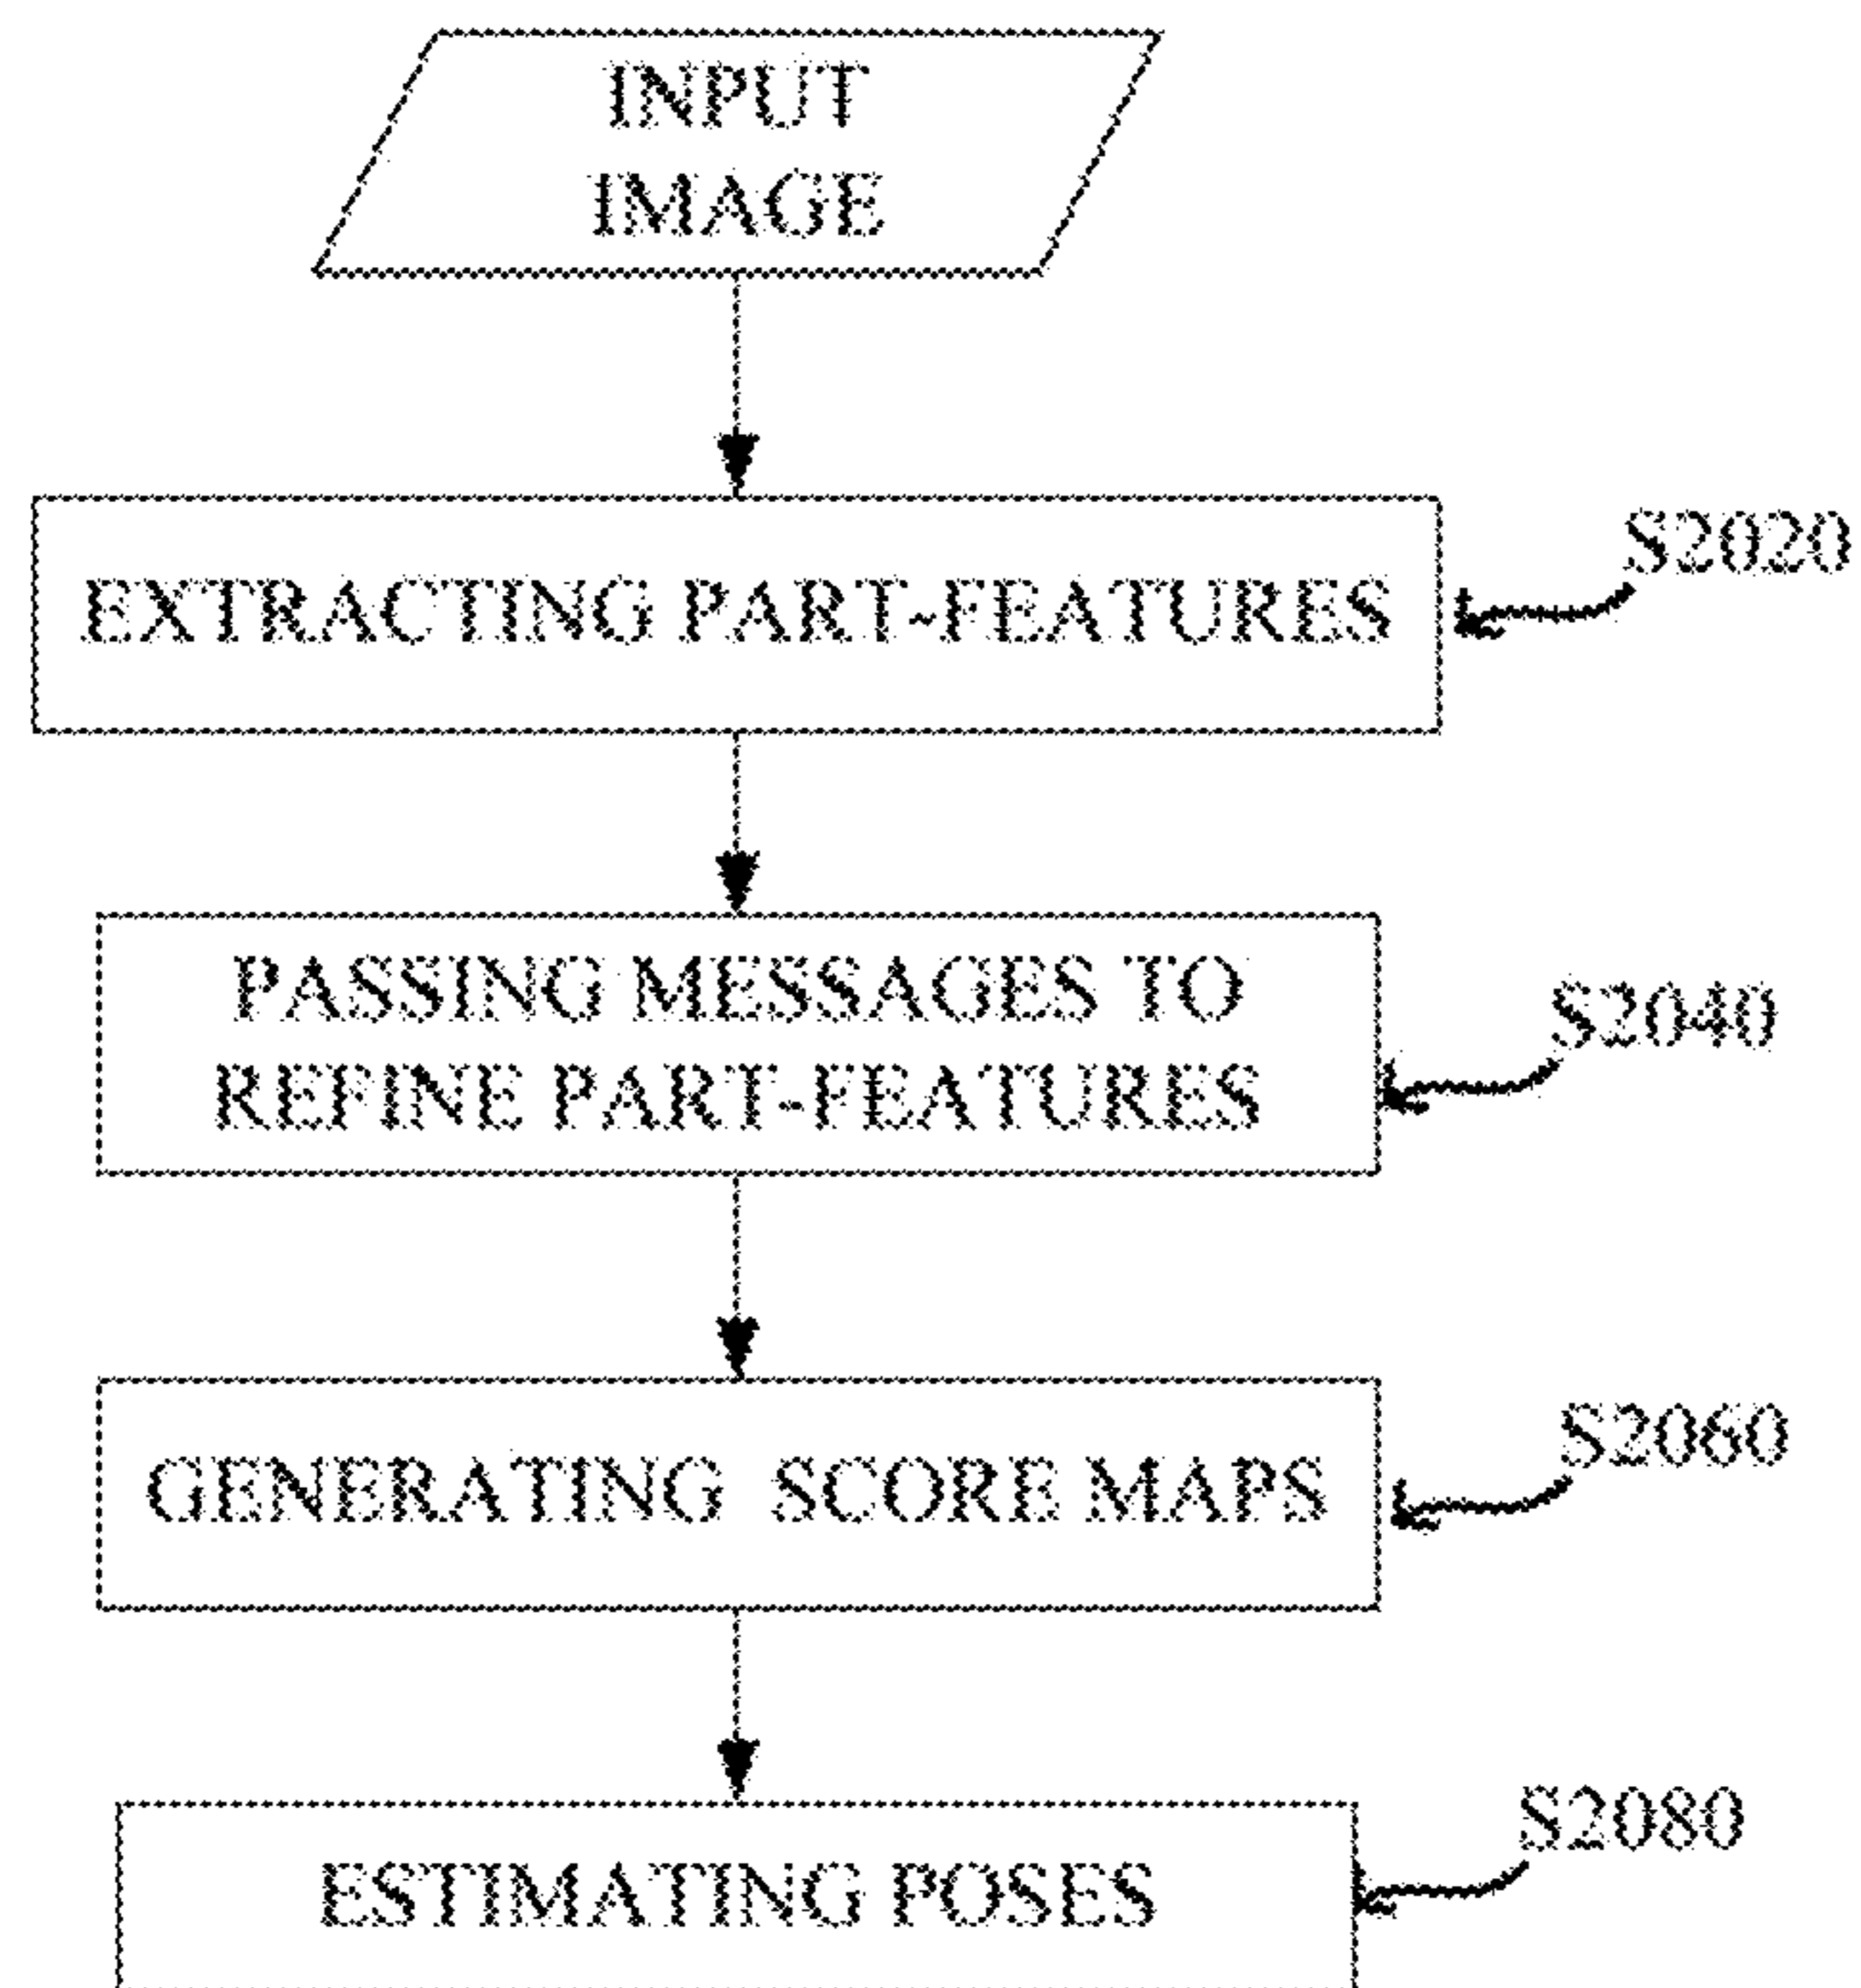 INPUT
IMAGE
EXTRACTING PART-FEATURES
S2020
PASSING MESSAGES TO
REFINE PART-FEATURES
S2040
GENERATING SCORE MAPS
S2060
ESTIMATING POSES
S2080